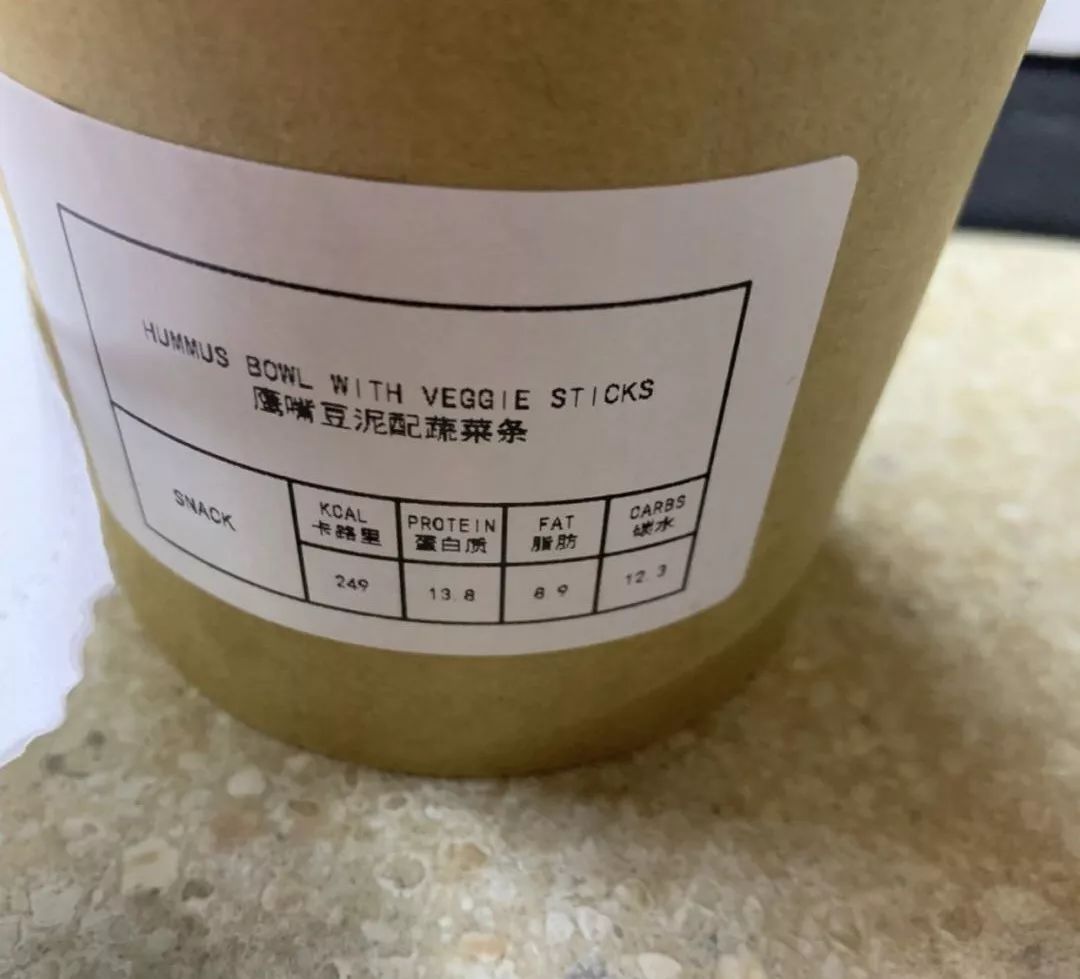 HUMMUS BOWL WITH VEGGIE STICKS
鹰嘴豆泥配蔬菜条
SNACK
KCAL PROTEIN FAT CARBS
卡路里 蛋白质 脂肪 碳水
249 13.8 8.9 12.3